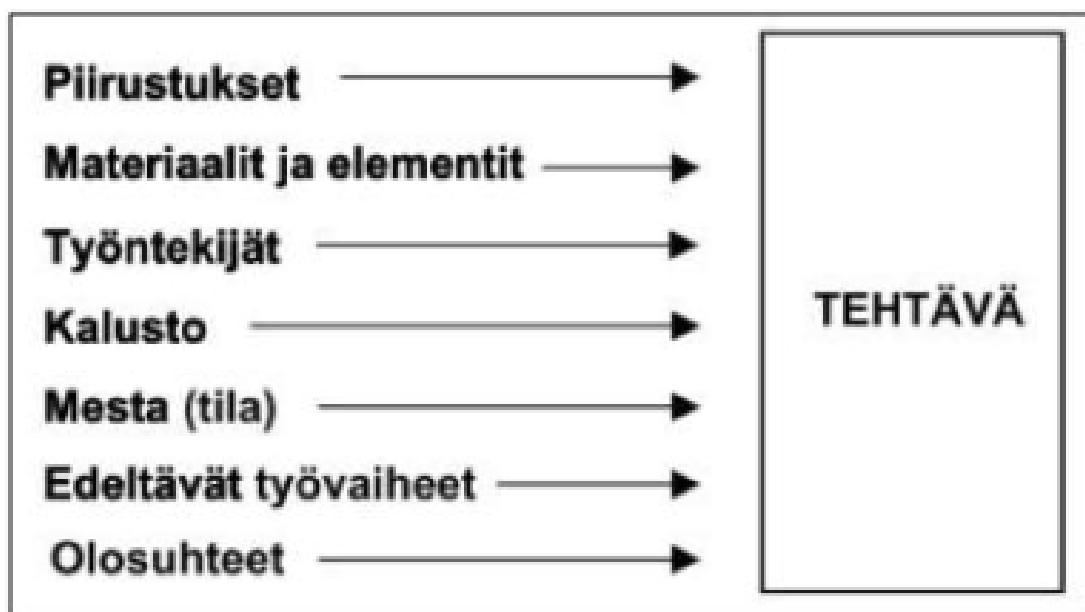 Piirustukset
Materiaalit ja elementit
Työntekijät
Kalusto
Mesta (tila)
Edeltävät työvaiheet
Olosuhteet
TEHTÄVÄ